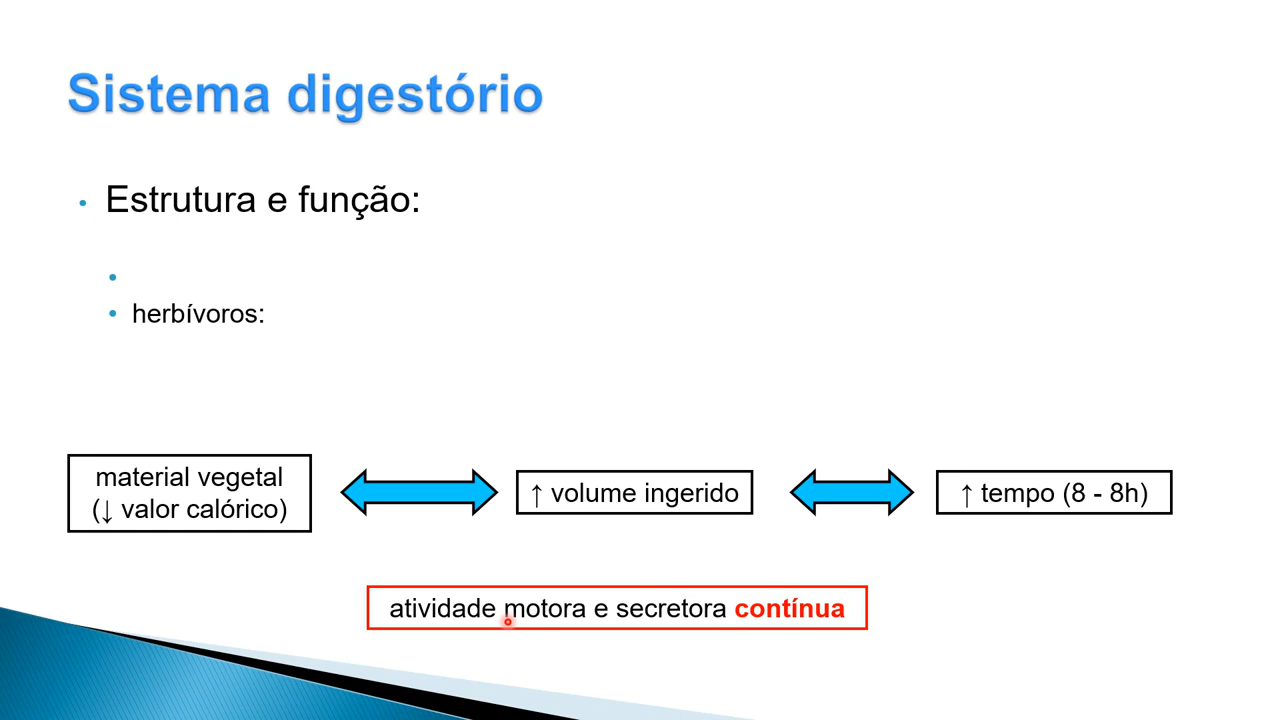 Sistema digestório
Estrutura e função:
herbívoros:
material vegetal
(↓ valor calórico)
↑ volume ingerido
↑ tempo (8 - 8h)
atividade motora e secretora contínua